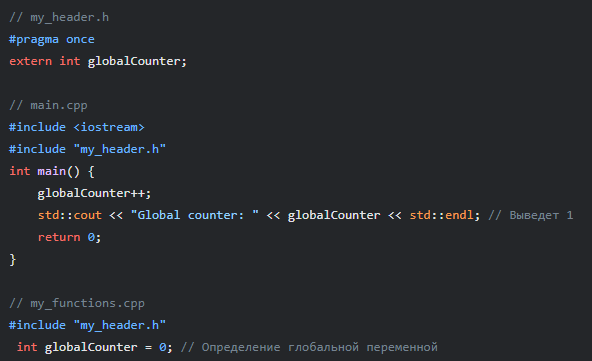 // my_header.h
#pragma once
extern int globalCounter;
// main.cpp
#include <iostream>
#include "my_header.h"
int main() {
globalCounter++;
std::cout << "Global counter: " << globalCounter << std::endl; // Выведет 1
return 0;
}
// my_functions.cpp
#include "my_header.h"
int globalCounter = 0; // Определение глобальной переменной